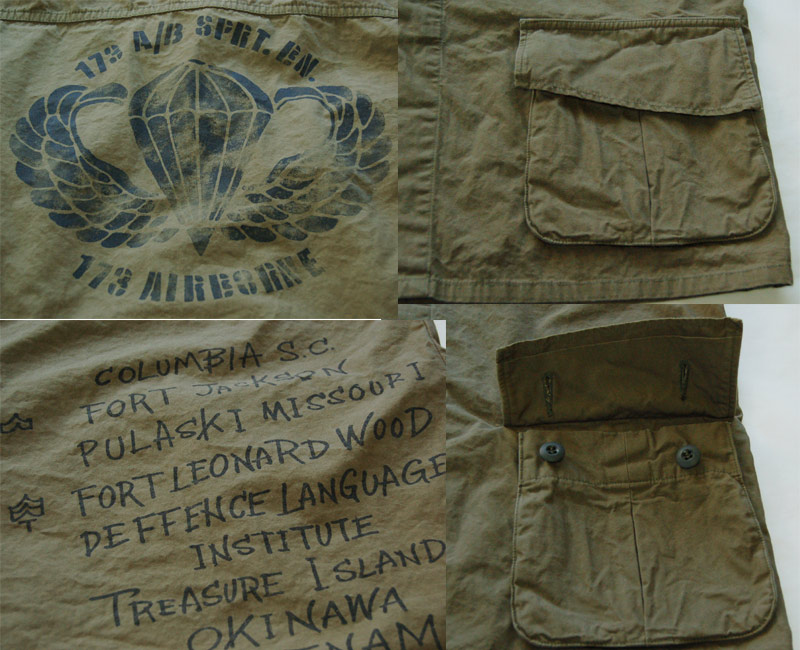 173 A/B SPRT. BN.
173 AIRBORNE
COLUMBIA S.C.
FORT JACKSON
PULASKI MISSOURI
FORT LEONARD WOOD
DEFFENCE LANGUAGE
INSTITUTE
TREASURE ISLAND
OKINAWA